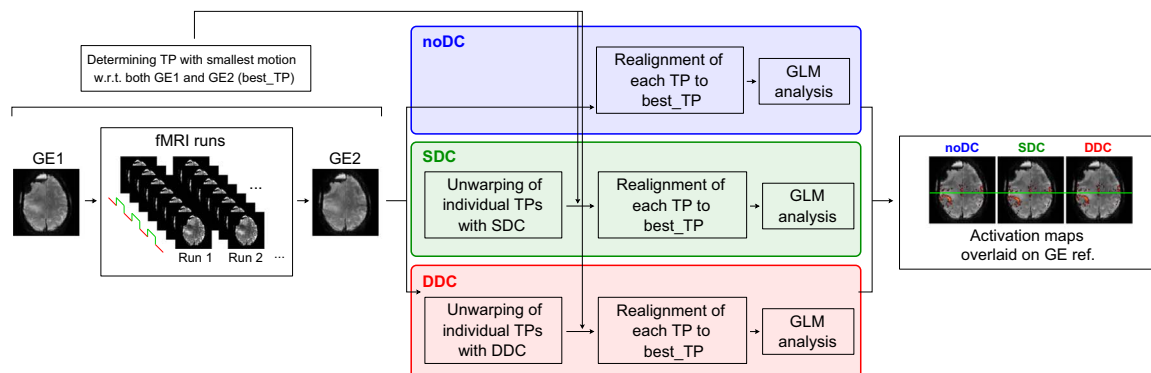 Determining TP with smallest motion
w.r.t. both GE1 and GE2 (best_TP)
GE1
fMRI runs
...
Run 1
Run 2
...
GE2
noDC
Realignment of
each TP to
best_TP
GLM
analysis
SDC
Unwarping of
individual TPs
with SDC
Realignment of
each TP to
best_TP
GLM
analysis
DDC
Unwarping of
individual TPs
with DDC
Realignment of
each TP to
best_TP
GLM
analysis
noDC
SDC
DDC
Activation maps
overlaid on GE ref.